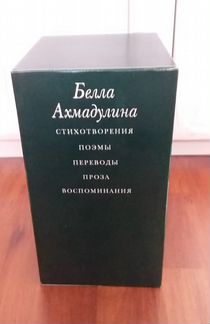 Белла
Ахмадулина
СТИХОТВОРЕНИЯ
ПОЭМЫ
ПЕРЕВОДЫ
ПРОЗА
ВОСПОМИНАНИЯ